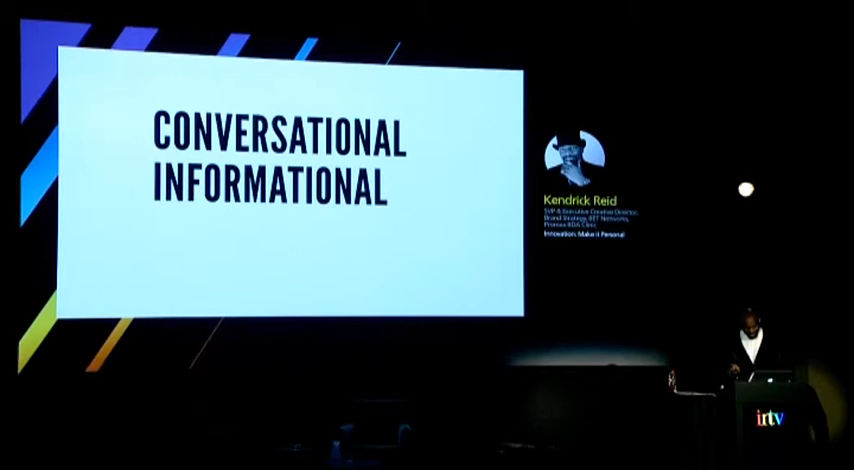 CONVERSATIONAL
INFORMATIONAL
Kendrick Reid
SVP & Executive Creative Director,
Brand Strategy, BET Networks,
Promax BDA Clinic
Innovation: Make it Personal
irtv